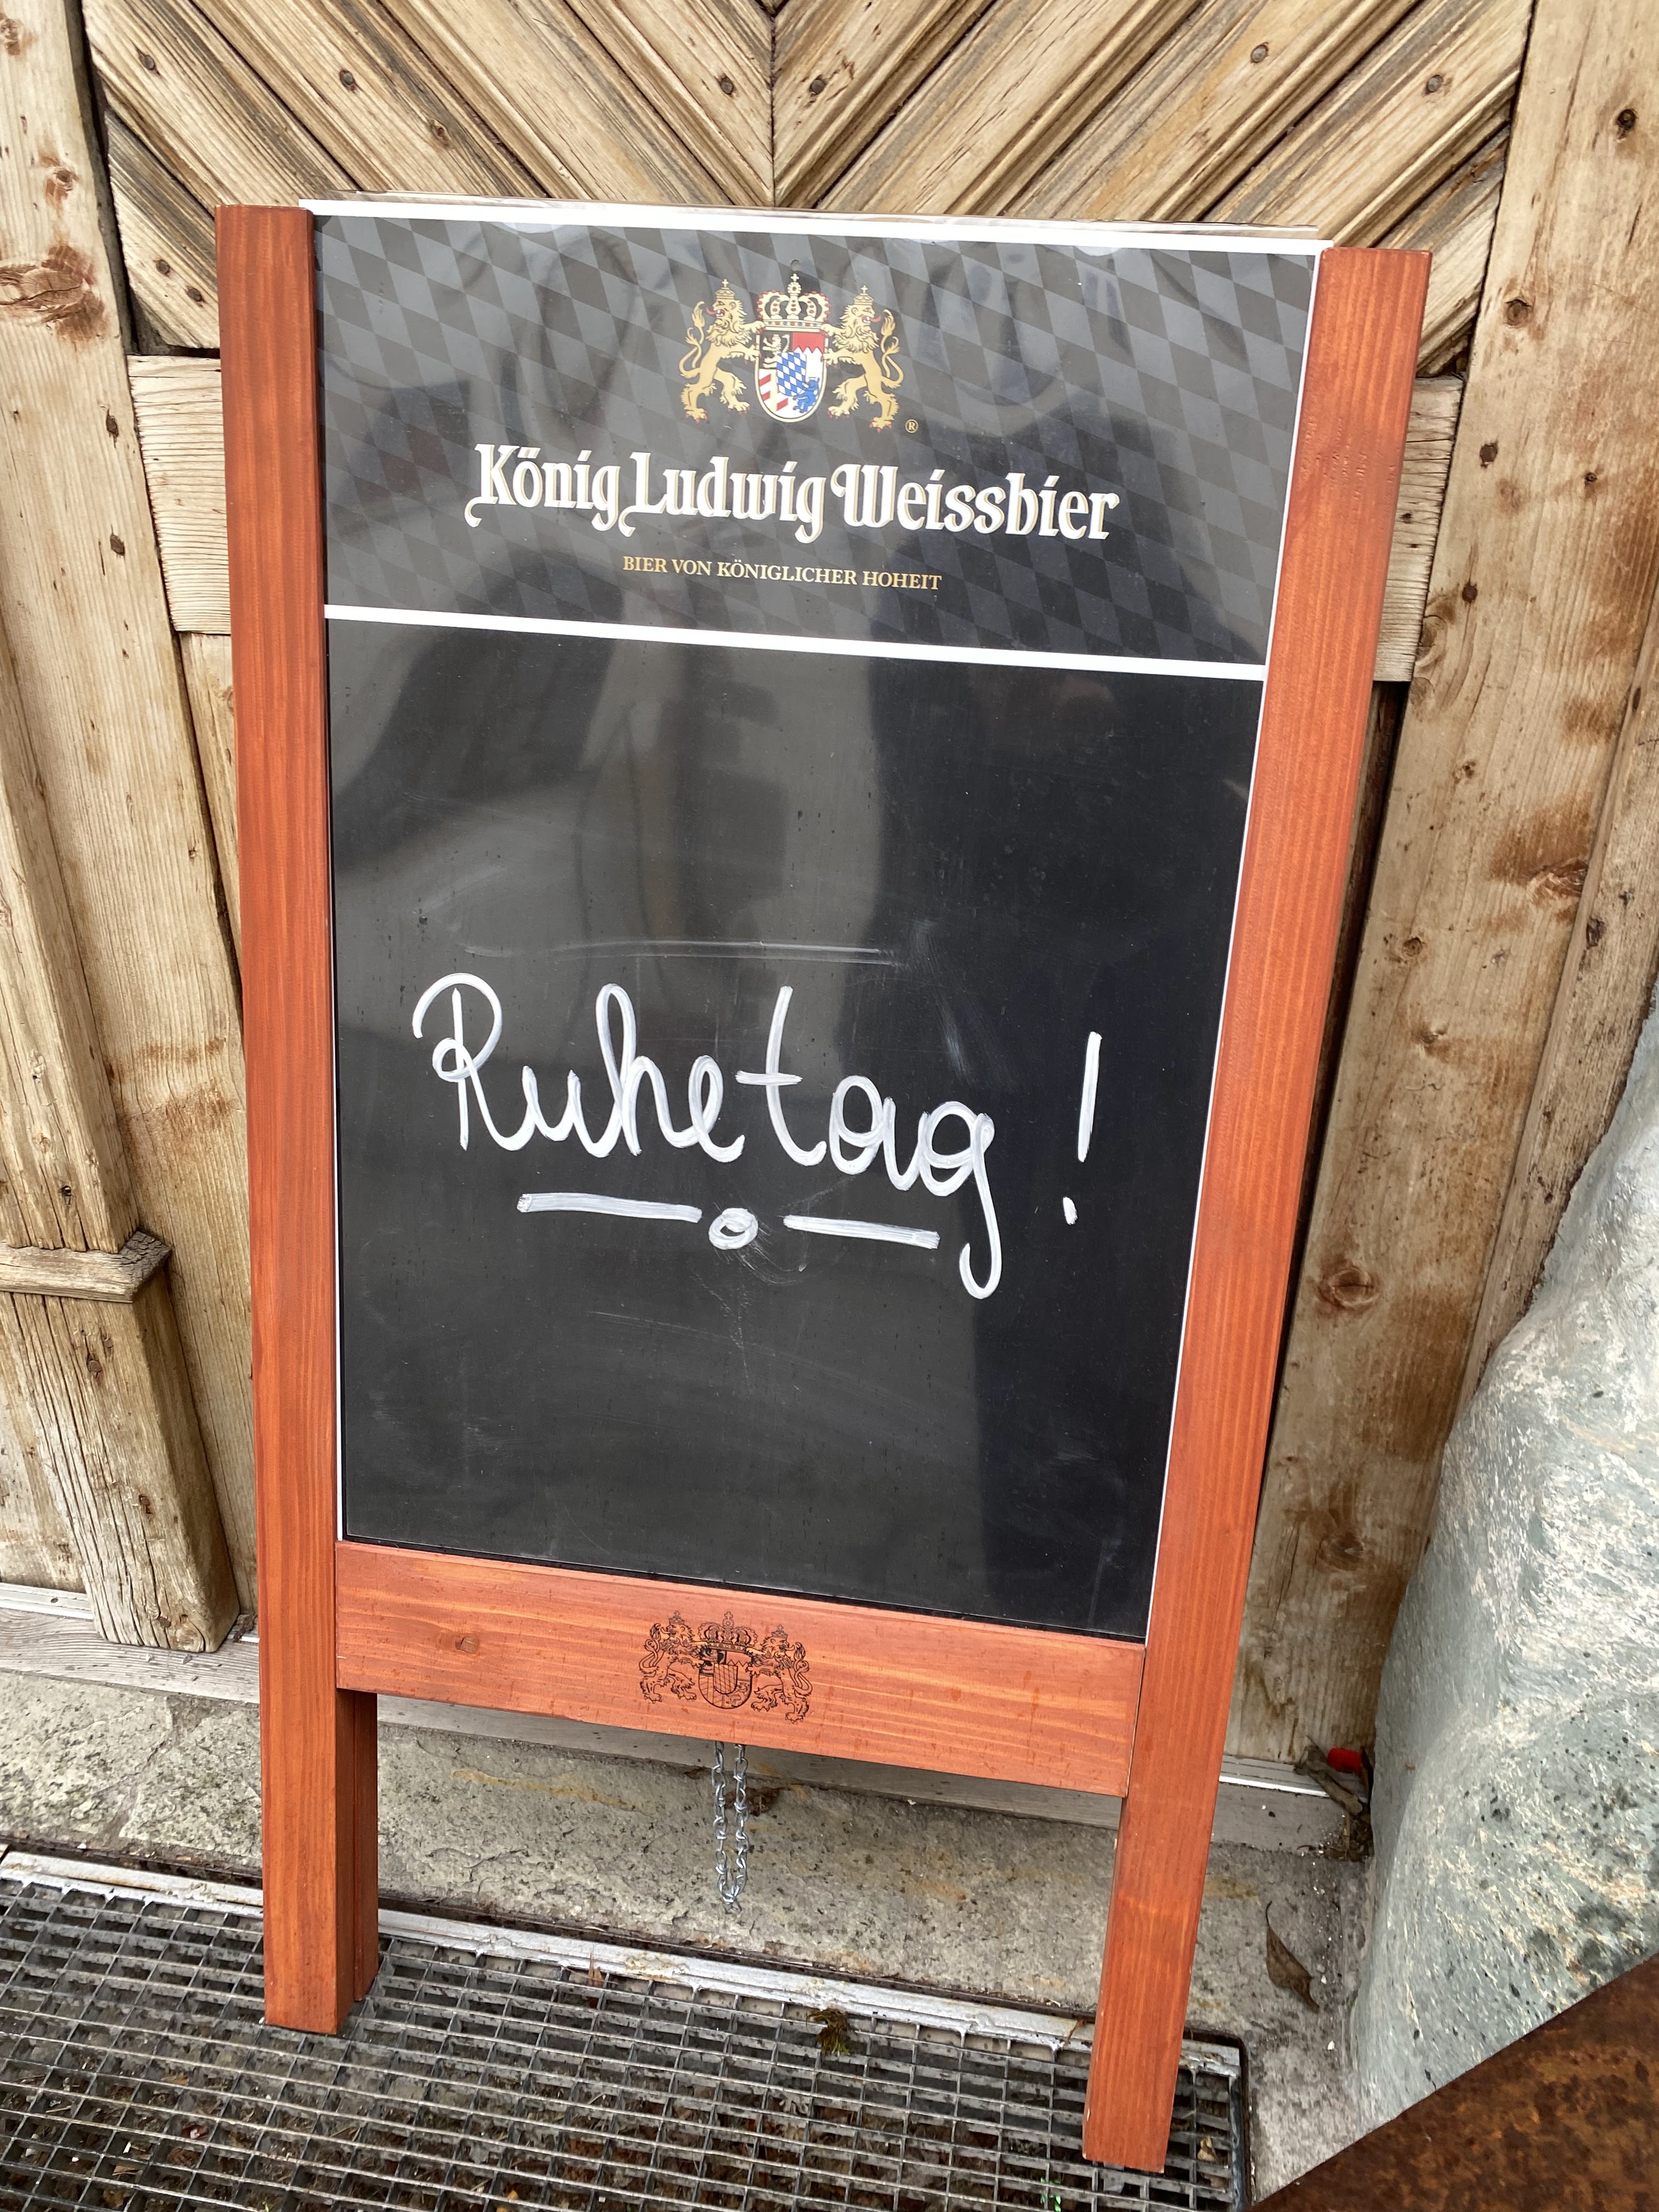 ®
König Ludwig Weissbier
BIER VON KÖNIGLICHER HOHEIT
Ruhetag!